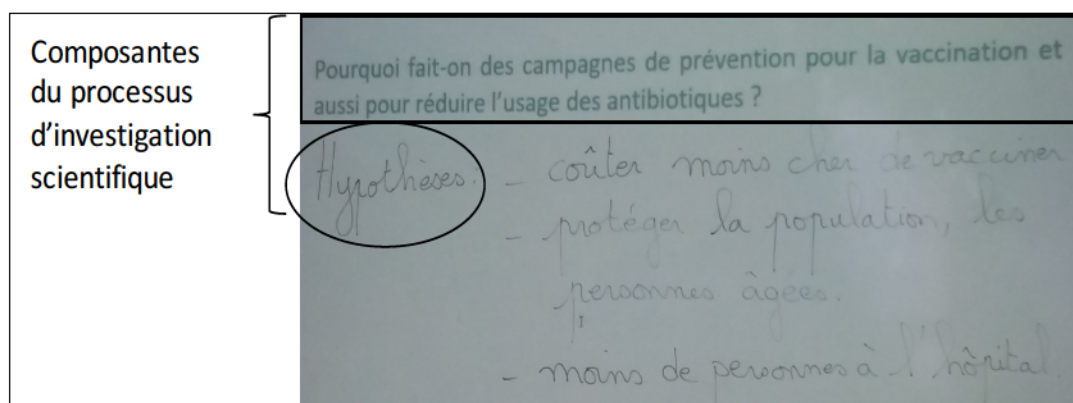 Composantes
du processus
d'investigation
scientifique
Pourquoi fait-on des campagnes de prévention pour la vaccination et
aussi pour réduire l'usage des antibiotiques ?
Hypothèses: - coûter moins cher de vacciner
- protéger la population, les
personnes âgées.
- moins de personnes à l'hôpital.